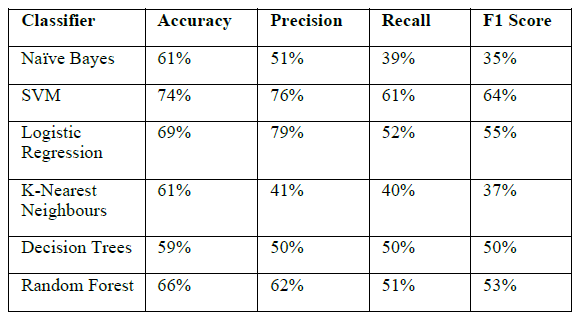 Classifier Accuracy Precision Recall F1 Score
Naïve Bayes 61% 51% 39% 35%
SVM 74% 76% 61% 64%
Logistic 69% 79% 52% 55%
Regression
K-Nearest 61% 41% 40% 37%
Neighbours
Decision Trees 59% 50% 50% 50%
Random Forest 66% 62% 51% 53%